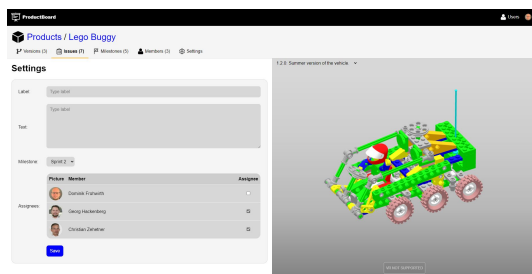 ProductBoard
Users
Products / Lego Buggy
Versions (3) Issues (7) Milestones (5) Members (3) Settings
Settings
1.2.0: Summer version of the vehicle.
Label:
Type label
Text:
Type label
Milestone:
Sprint 2
Picture Member Assignee
Assignees:
Dominik Fruhwirth
Georg Hackenberg
Christian Zehetner
Save